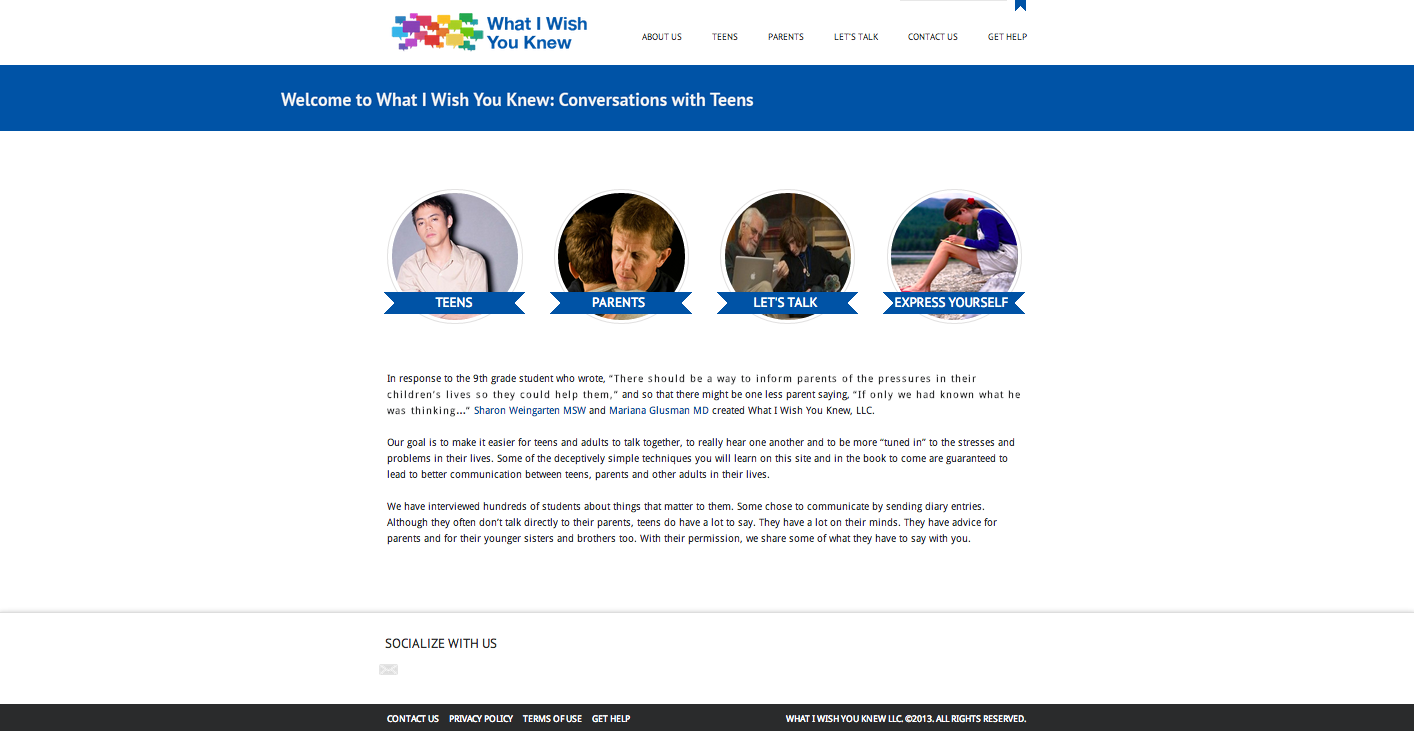 What I Wish
You Knew
ABOUT US TEENS PARENTS LET'S TALK CONTACT US GET HELP
Welcome to What I Wish You Knew: Conversations with Teens
TEENS PARENTS LET'S TALK EXPRESS YOURSELF
In response to the 9th grade student who wrote, “There should be a way to inform parents of the pressures in their
children’s lives so they could help them,” and so that there might be one less parent saying, “If only we had known what he
was thinking...” Sharon Weingarten MSW and Mariana Glusman MD created What I Wish You Knew, LLC.
Our goal is to make it easier for teens and adults to talk together, to really hear one another and to be more “tuned in” to the stresses and
problems in their lives. Some of the deceptively simple techniques you will learn on this site and in the book to come are guaranteed to
lead to better communication between teens, parents and other adults in their lives.
We have interviewed hundreds of students about things that matter to them. Some chose to communicate by sending diary entries.
Although they often don’t talk directly to their parents, teens do have a lot to say. They have a lot on their minds. They have advice for
parents and for their younger sisters and brothers too. With their permission, we share some of what they have to say with you.
SOCIALIZE WITH US
CONTACT US PRIVACY POLICY TERMS OF USE GET HELP WHAT I WISH YOU KNEW LLC. ©2013. ALL RIGHTS RESERVED.